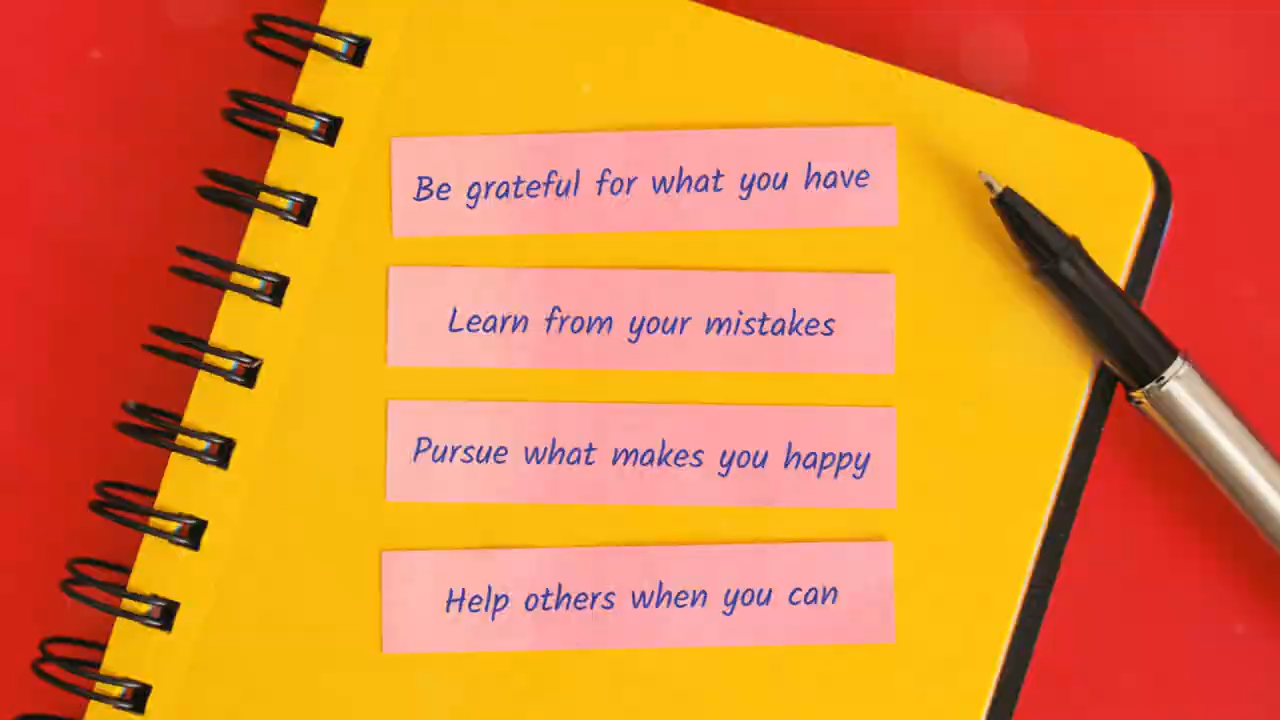 Be grateful for what you have
Learn from your mistakes
Pursue what makes you happy
Help others when you can